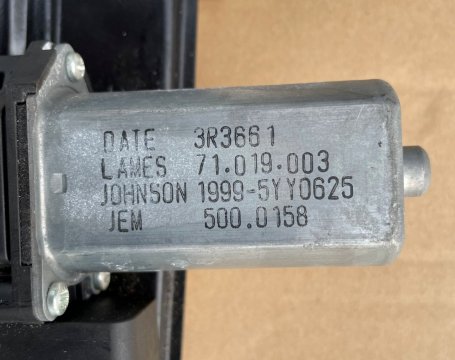 DATE 3R3661
LAMES 71.019.003
JOHNSON 1999-5YY0625
JEM 500.0158